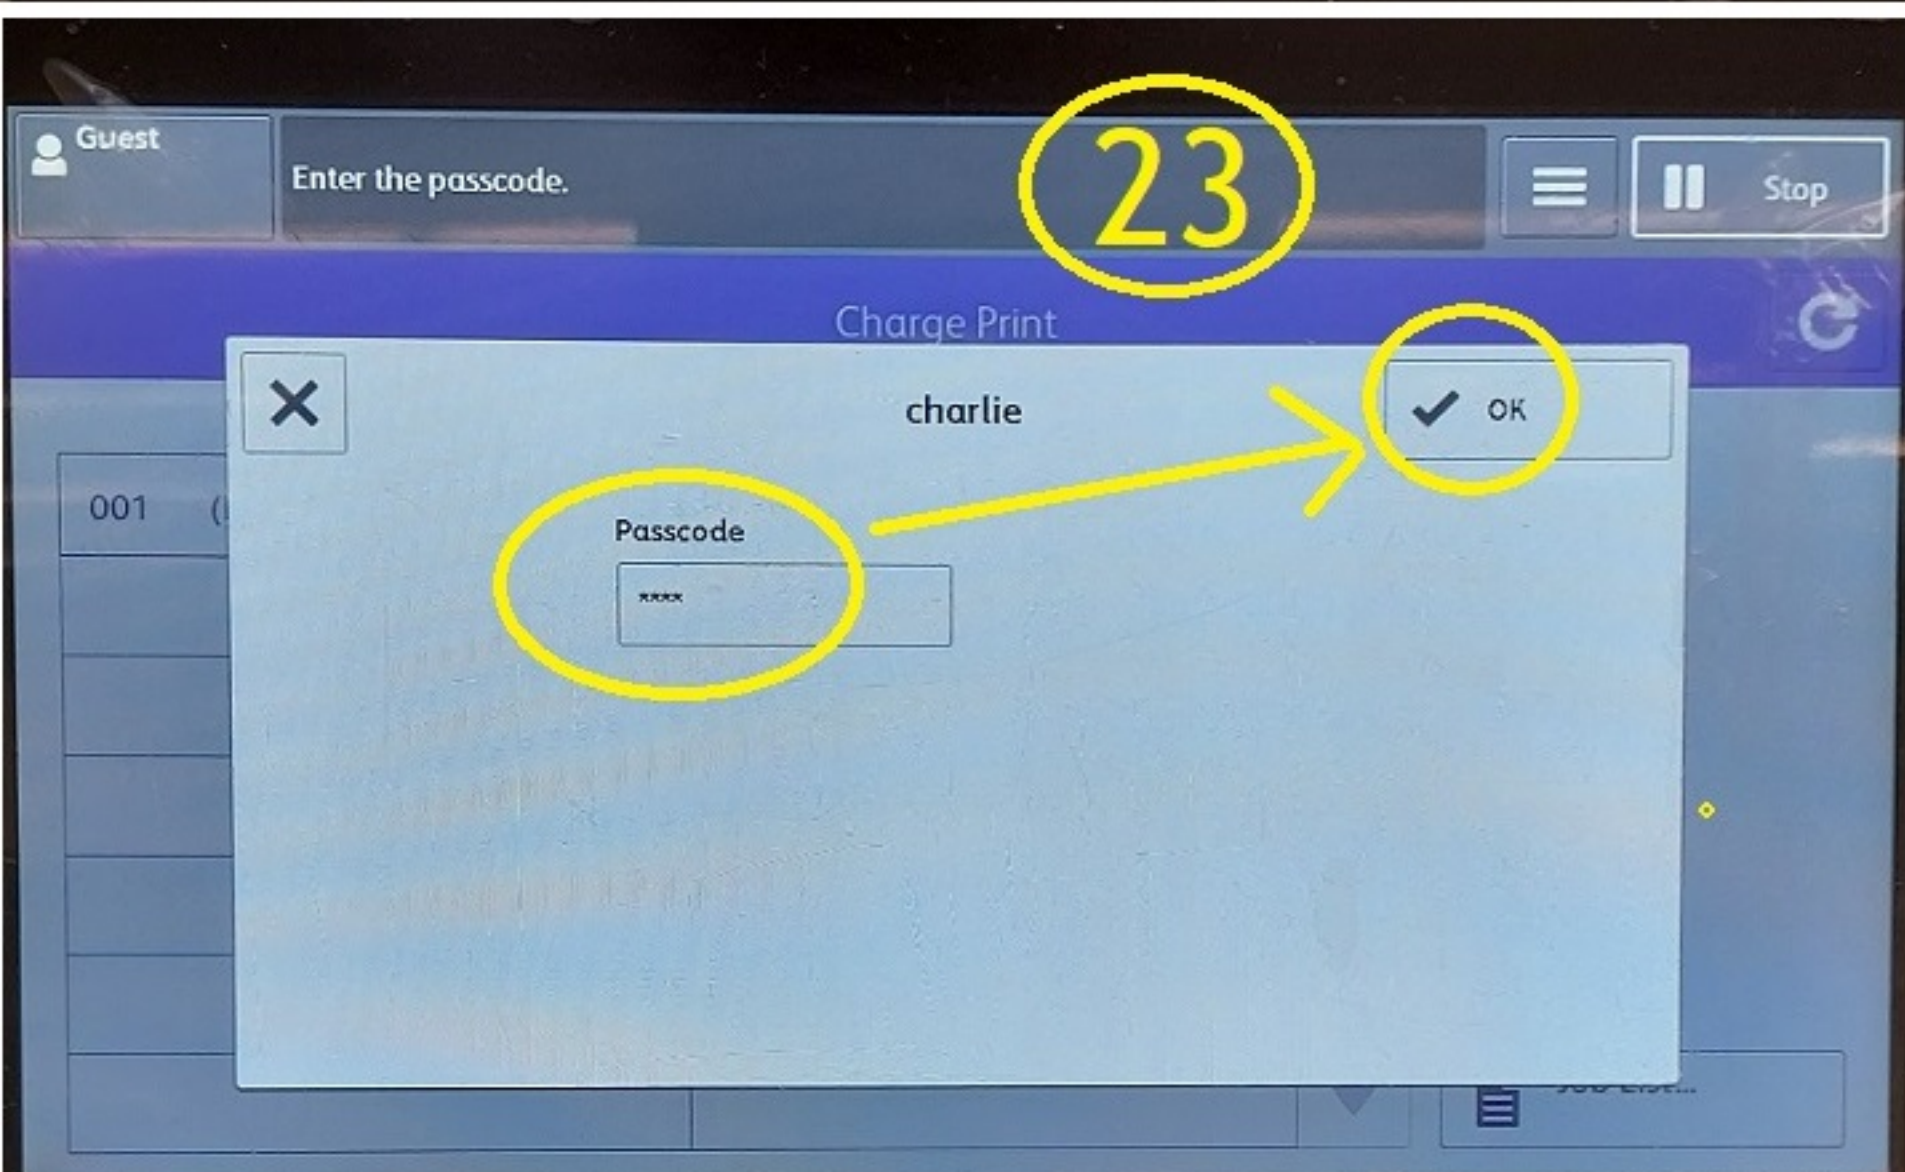 Guest
Enter the passcode.
23
Stop
Charge Print
charlie
OK
001 (
Passcode
****